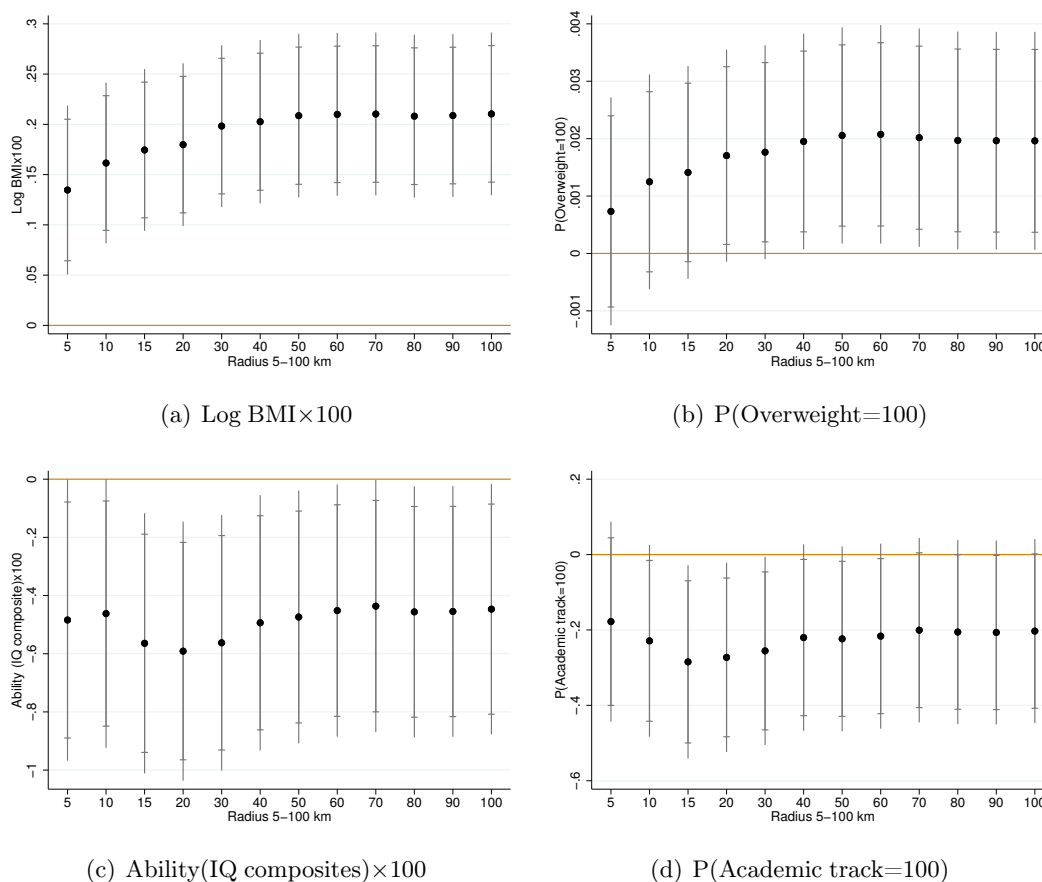 .3
.25
.2
.15
.1
.05
0
Log BMIx100
5 10 15 20 30 40 50 60 70 80 90 100
Radius 5−100 km
(a) Log BMI×100
.004
.003
.002
.001
0
−.001
P(Overweight=100)
5 10 15 20 30 40 50 60 70 80 90 100
Radius 5−100 km
(b) P(Overweight=100)
0
−.2
−.4
−.6
−.8
−1
Ability (IQ composite)x100
5 10 15 20 30 40 50 60 70 80 90 100
Radius 5−100 km
(c) Ability(IQ composites)×100
.2
0
−.2
−.4
−.6
P(Academic track=100)
5 10 15 20 30 40 50 60 70 80 90 100
Radius 5−100 km
(d) P(Academic track=100)